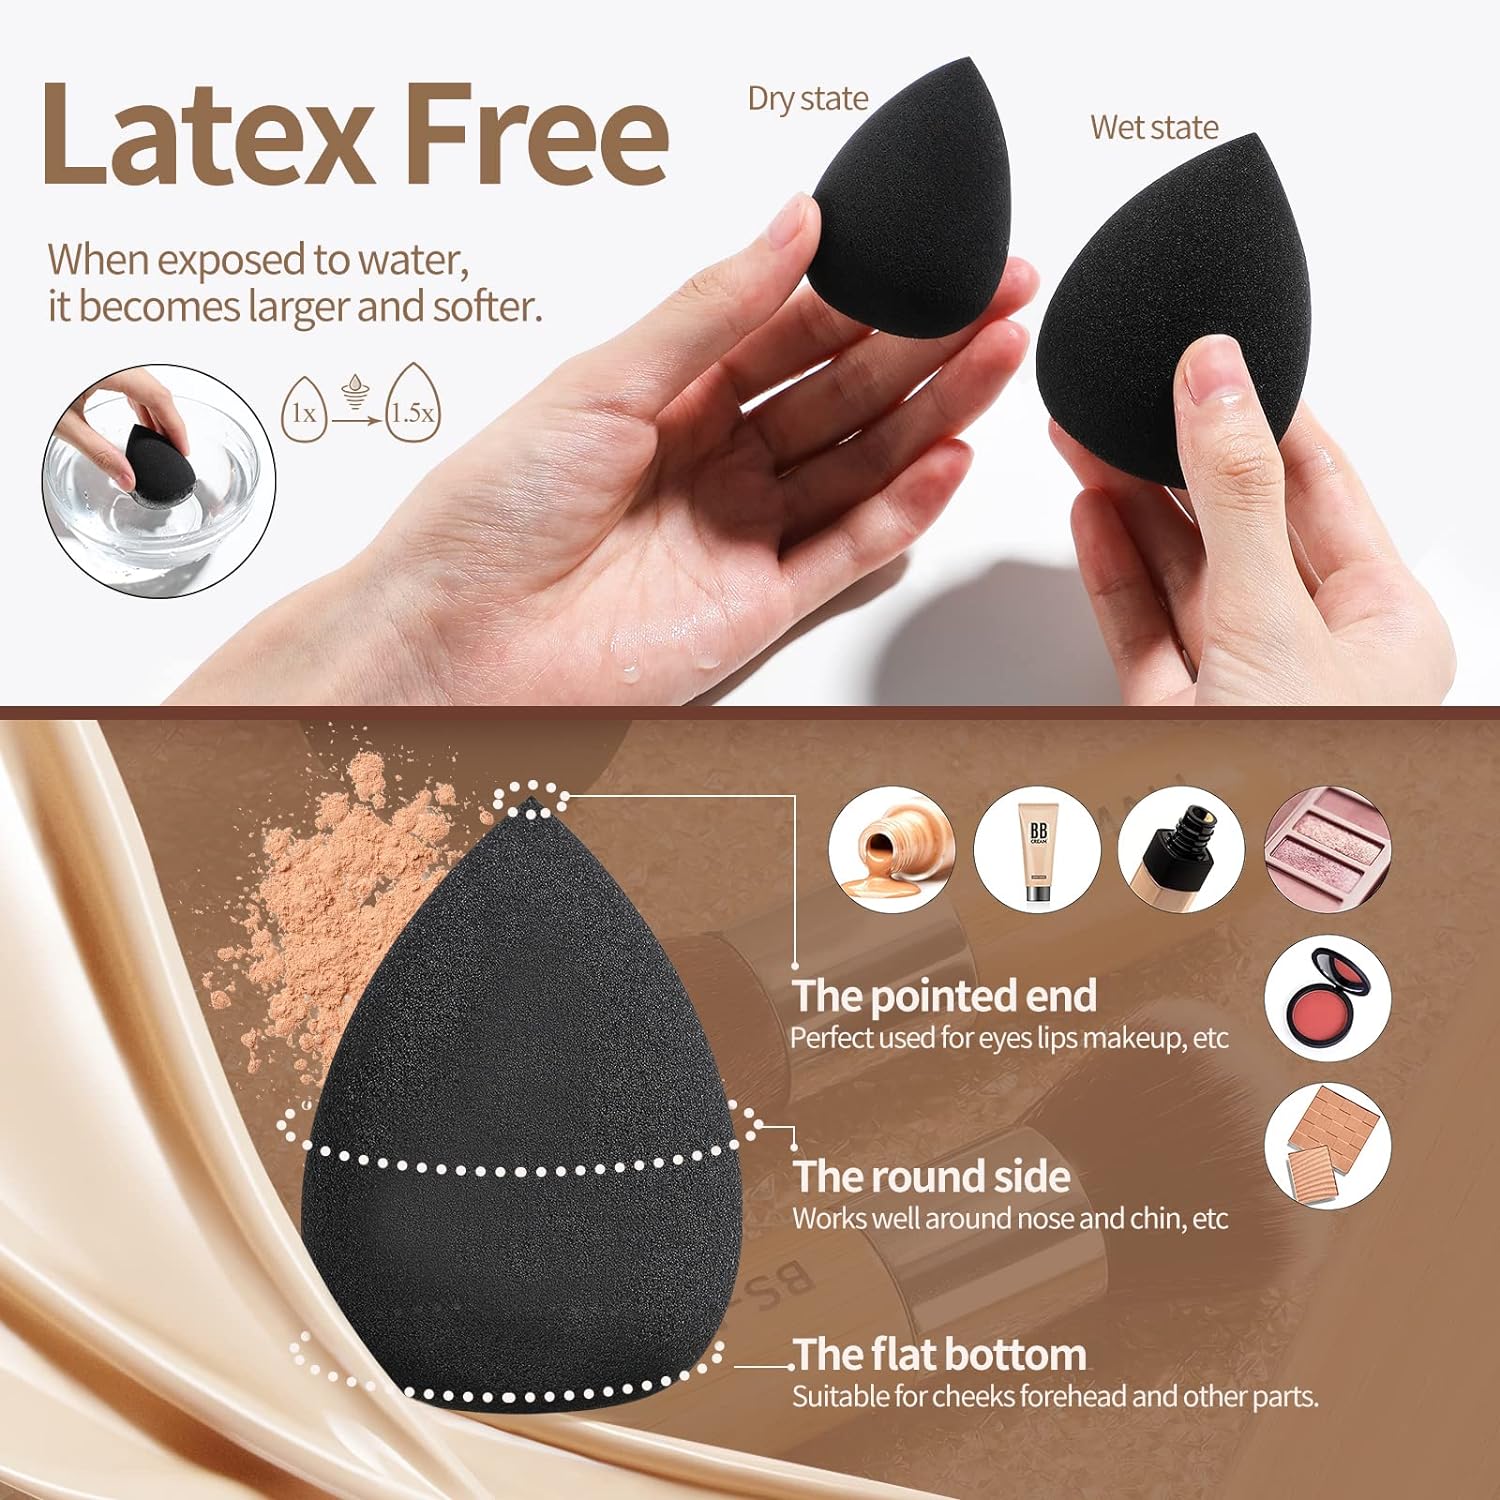 Latex Free
When exposed to water,
it becomes larger and softer.
1x
1.5x
Dry state
Wet state
BB
CREAM
The pointed end
Perfect used for eyes lips makeup, etc
The round side
Works well around nose and chin, etc
BS-
The flat bottom
Suitable for cheeks forehead and other parts.